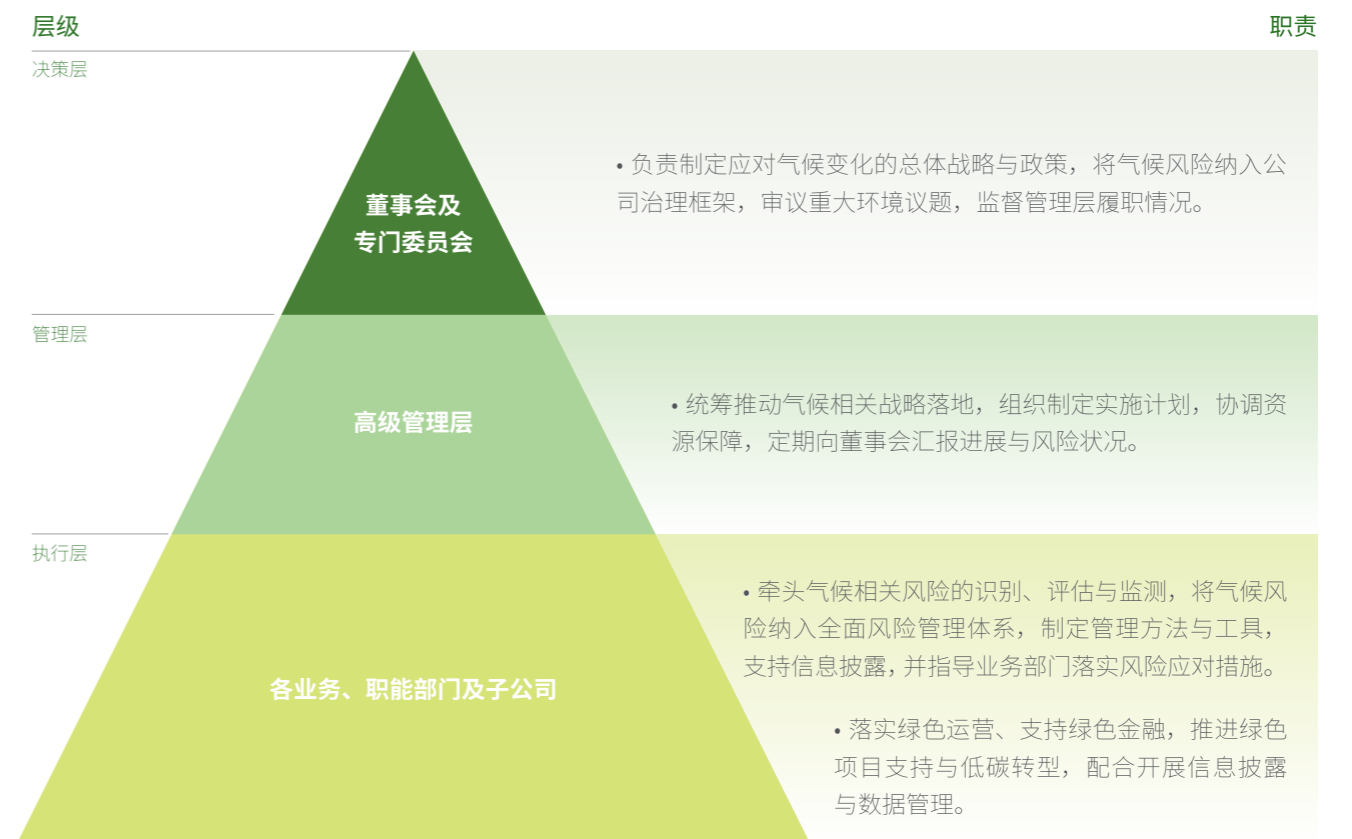 层级
职责
决策层
董事会及
专门委员会
• 负责制定应对气候变化的总体战略与政策，将气候风险纳入公
司治理框架，审议重大环境议题，监督管理层履职情况。
管理层
高级管理层
• 统筹推动气候相关战略落地，组织制定实施计划，协调资
源保障，定期向董事会汇报进展与风险状况。
执行层
各业务、职能部门及子公司
• 牵头气候相关风险的识别、评估与监测，将气候风
险纳入全面风险管理体系，制定管理方法与工具，
支持信息披露，并指导业务部门落实风险应对措施。
• 落实绿色运营、支持绿色金融，推进绿色
项目支持与低碳转型，配合开展信息披露
与数据管理。